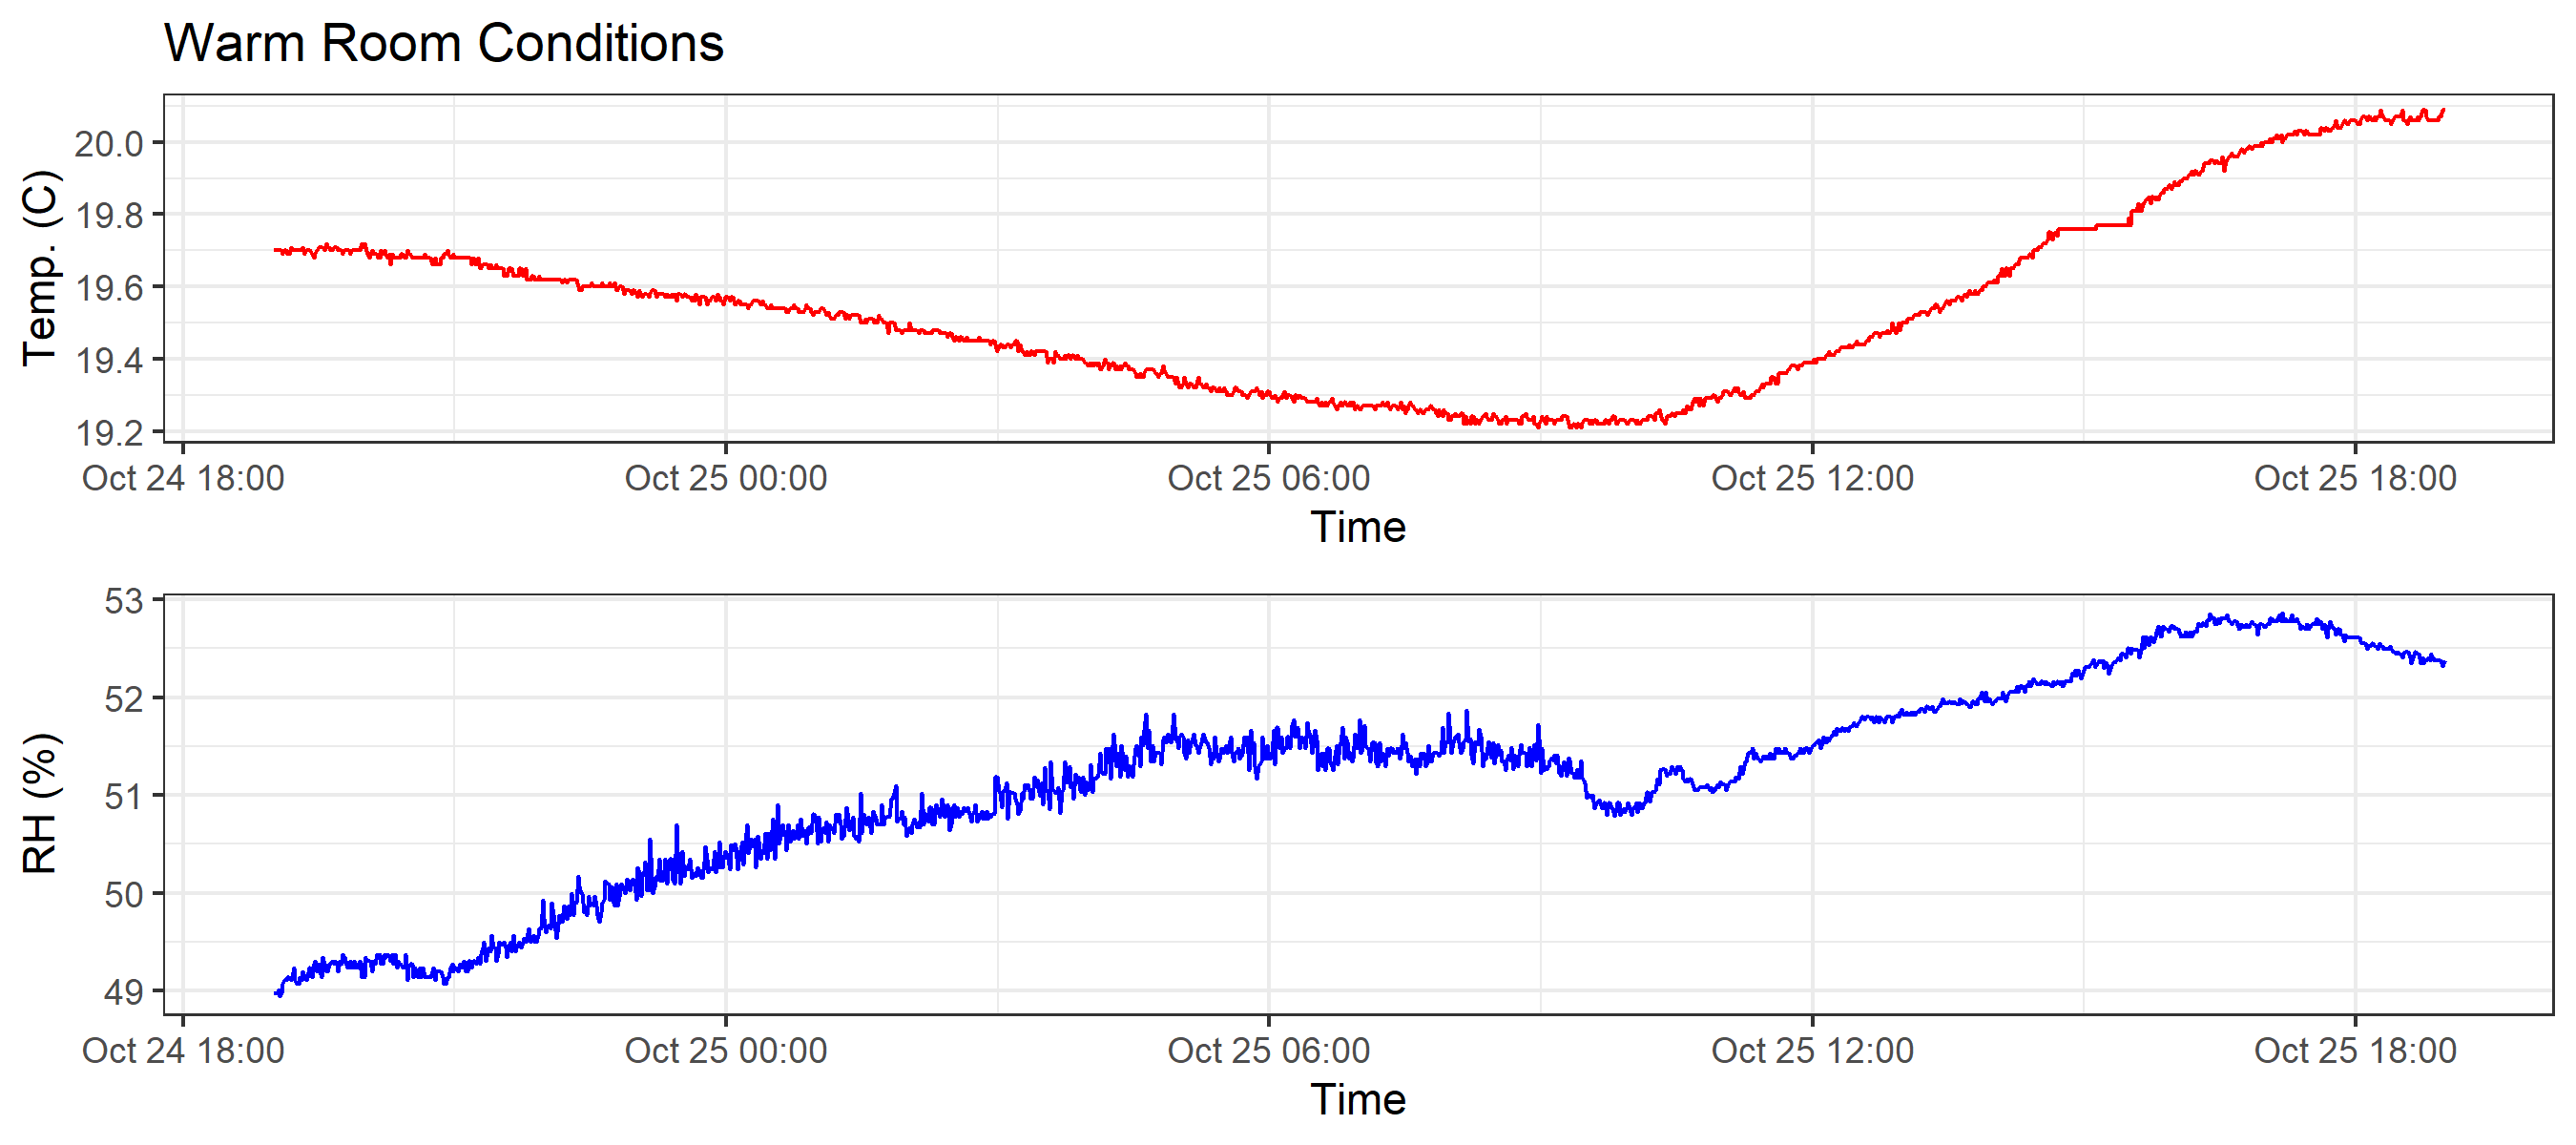 Warm Room Conditions
Temp. (C)
20.0
19.8
19.6
19.4
19.2
Oct 24 18:00 Oct 25 00:00 Oct 25 06:00 Oct 25 12:00 Oct 25 18:00
Time
RH (%)
53
52
51
50
49
Oct 24 18:00 Oct 25 00:00 Oct 25 06:00 Oct 25 12:00 Oct 25 18:00
Time